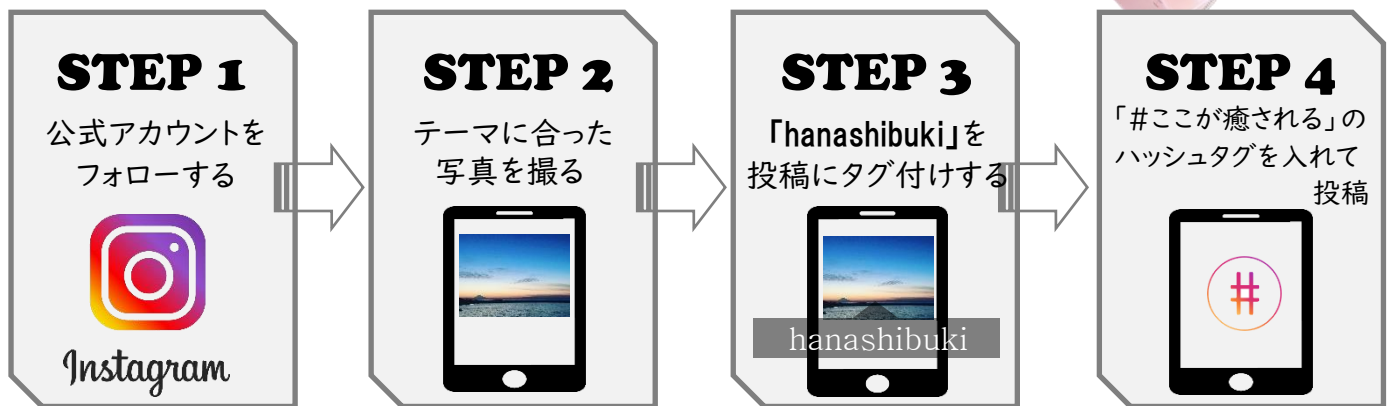 STEP 1
公式アカウントを
フォローする
Instagram
STEP 2
テーマに合った
写真を撮る
STEP 3
「hanashibuki」を
投稿にタグ付けする
hanashibuki
STEP 4
「#ここが癒される」の
ハッシュタグを入れて
投稿
#